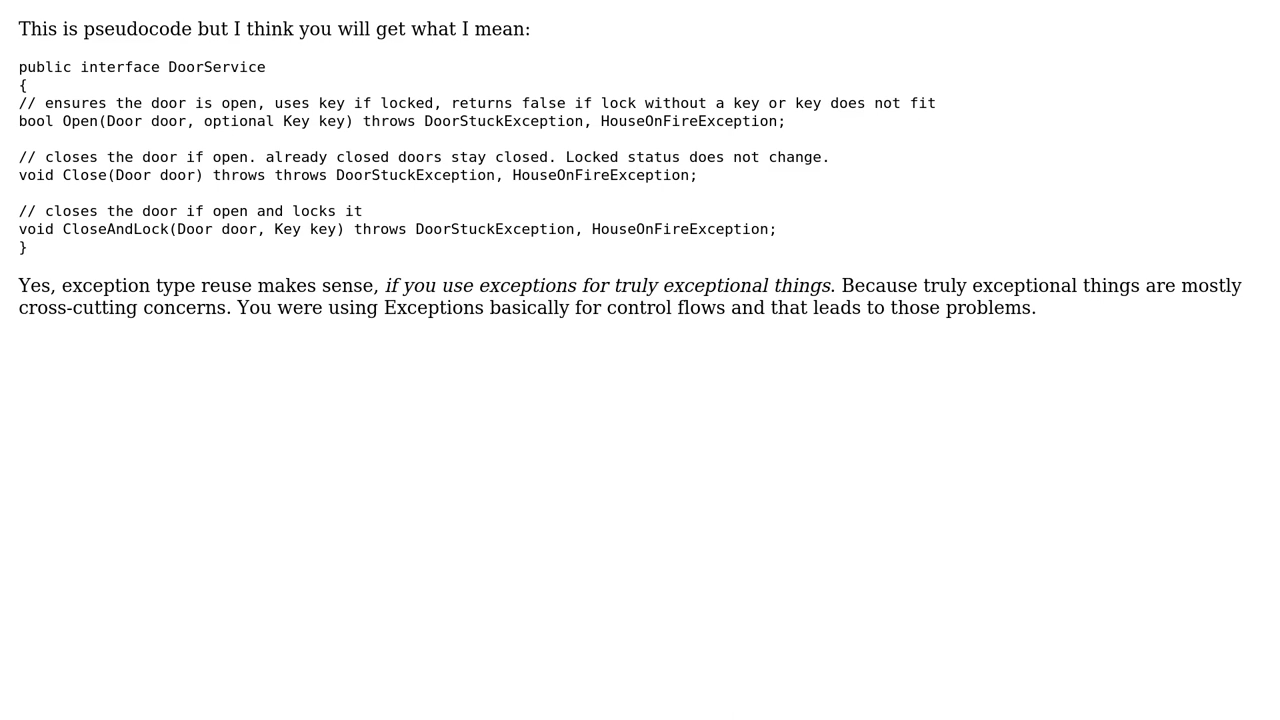 This is pseudocode but I think you will get what I mean:
public interface DoorService
{
// ensures the door is open, uses key if locked, returns false if lock without a key or key does not fit
bool Open(Door door, optional Key key) throws DoorStuckException, HouseOnFireException;
// closes the door if open. already closed doors stay closed. Locked status does not change.
void Close(Door door) throws throws DoorStuckException, HouseOnFireException;
// closes the door if open and locks it
void CloseAndLock(Door door, Key key) throws DoorStuckException, HouseOnFireException;
}
Yes, exception type reuse makes sense, if you use exceptions for truly exceptional things. Because truly exceptional things are mostly
cross-cutting concerns. You were using Exceptions basically for control flows and that leads to those problems.